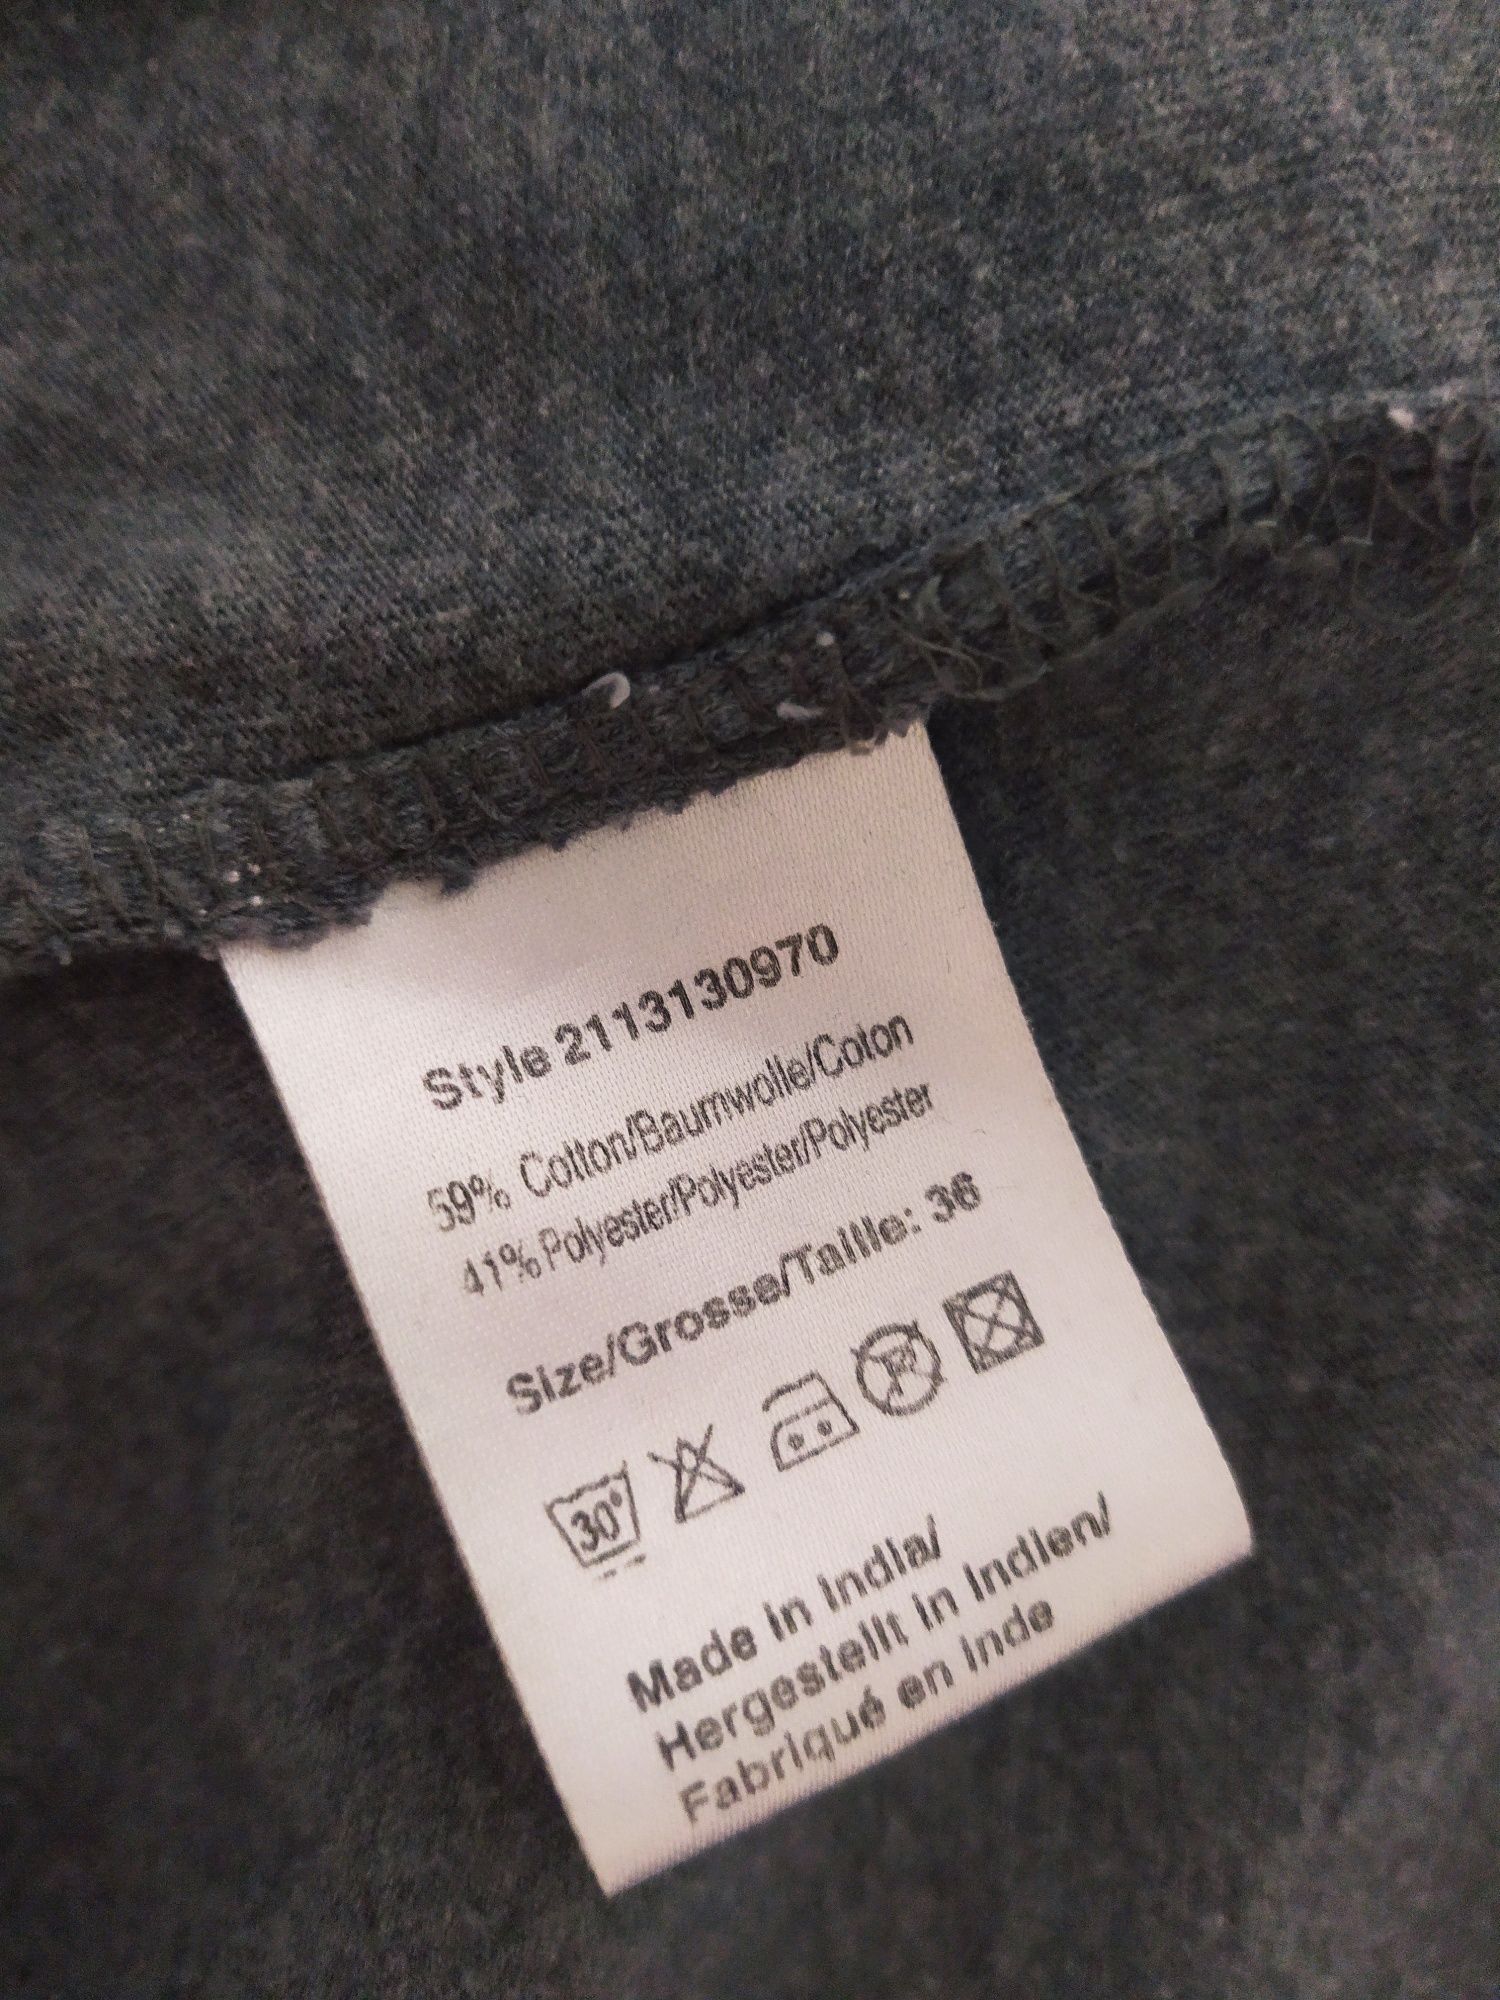 Style 2113130970
59% Cotton/Baumwolle/Coton
41% Polyester/Polyester/Polyester
Size/Grosse/Taille: 36
30°
P
Made in India/
Hergestellt in Indien/
Fabriqué en Inde